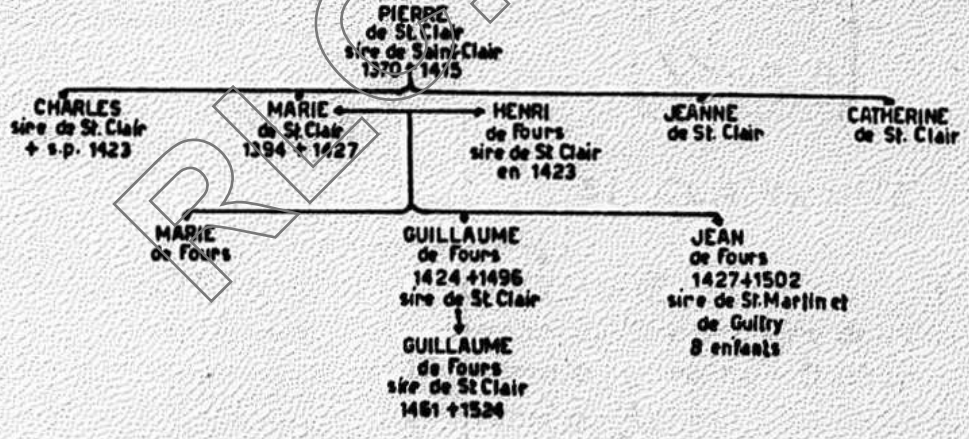 PIERRE
de St. Clair
sire de Saint-Clair
1370 + 1415
CHARLES
sire de St. Clair
+ s.p. 1423
MARIE
de St. Clair
1394 + 1427
HENRI
de Fours
sire de St Clair
en 1423
JEANNE
de St. Clair
CATHERINE
de St. Clair
MARIE
de Fours
GUILLAUME
de Fours
1424 +1496
sire de St. Clair
JEAN
de Fours
1427+1502
sire de St. Martin et
de Guitry
8 enfants
GUILLAUME
de Fours
sire de St Clair
1461 +1524